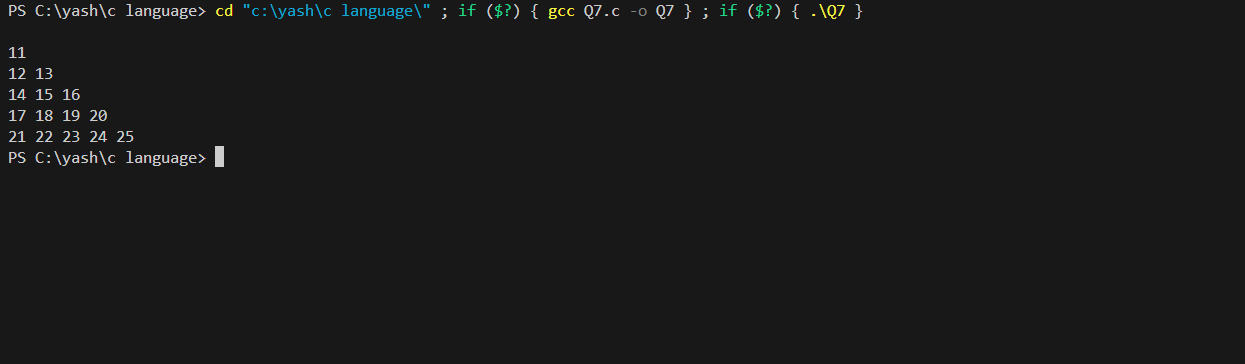 PS C:\yash\c language> cd "c:\yash\c language\" ; if ($?) { gcc Q7.c -o Q7 } ; if ($?) { .\Q7 }
11
12 13
14 15 16
17 18 19 20
21 22 23 24 25
PS C:\yash\c language>